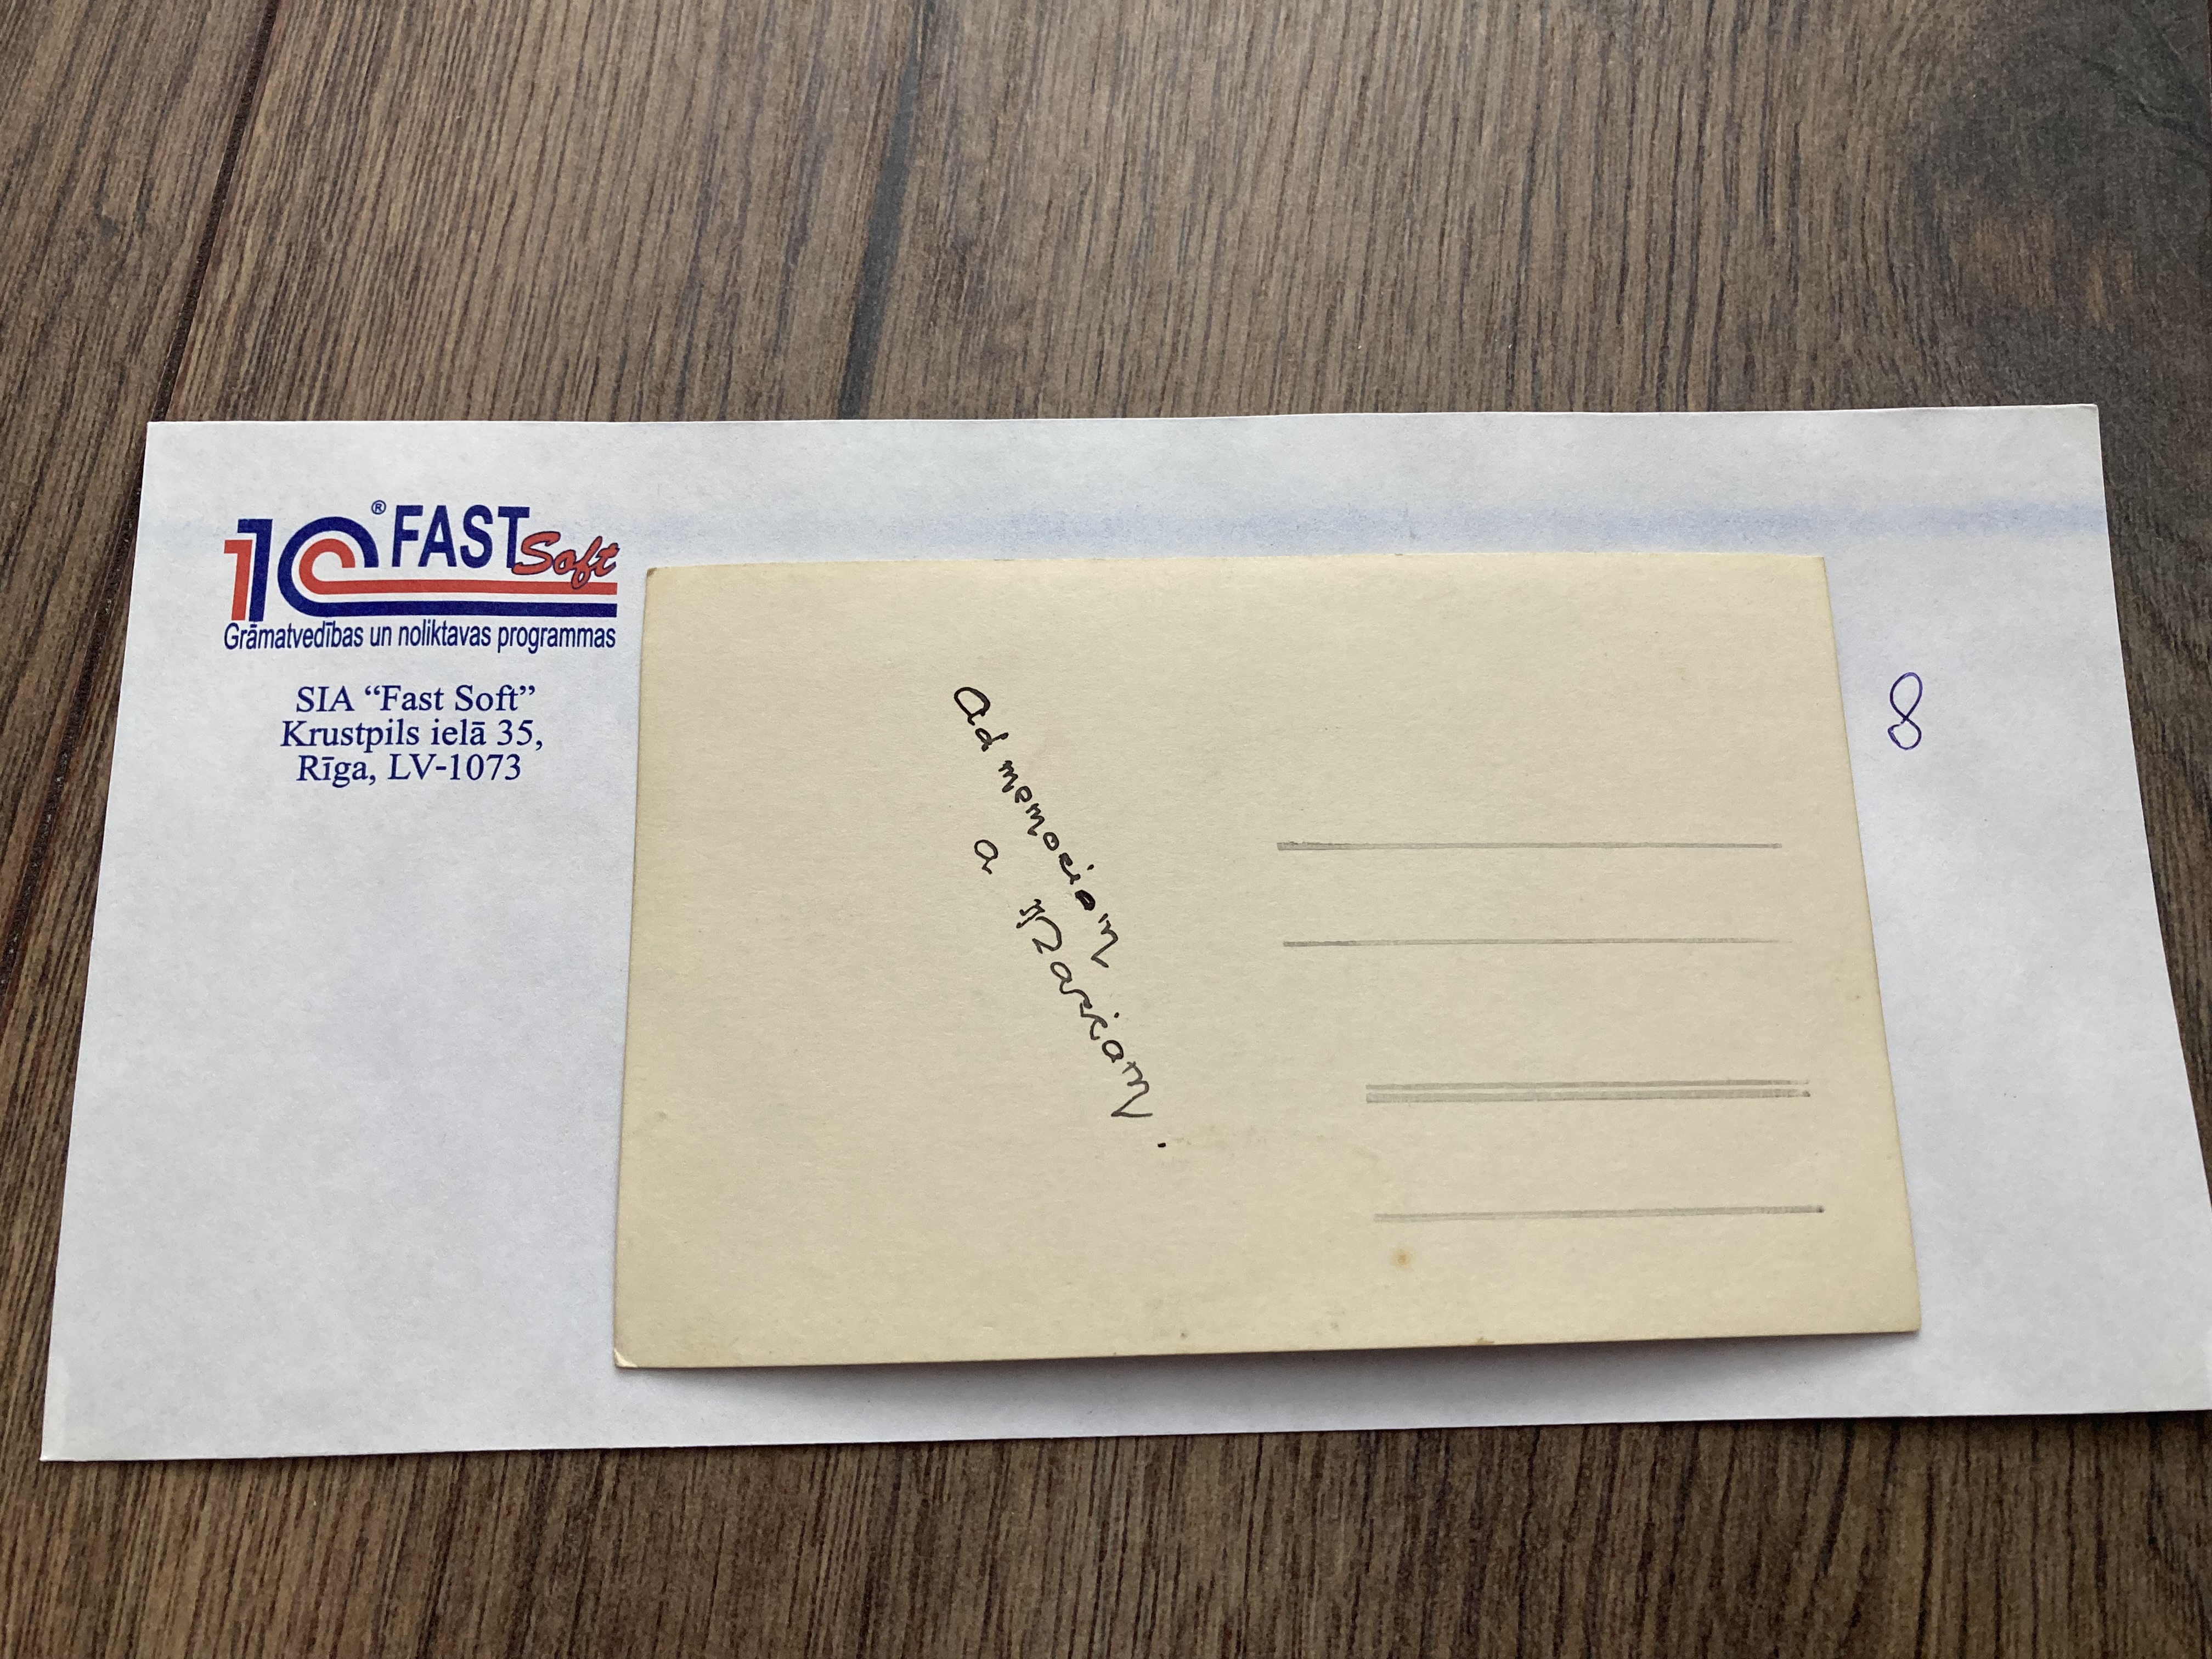 1C® FAST Soft
Grāmatvedības un noliktavas programmas
SIA “Fast Soft”
Krustpils ielā 35,
Rīga, LV-1073
8
Ad memoriam
a